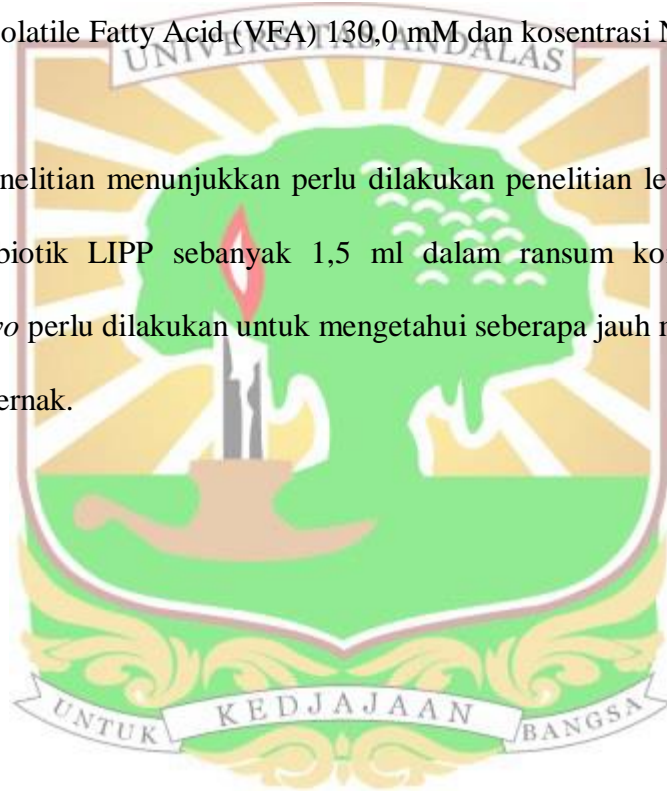 olatile Fatty Acid (VFA) 130,0 mM dan kosentrasi N
UNIVERSITAS ANDALAS
nelitian menunjukkan perlu dilakukan penelitian le
biotik LIPP sebanyak 1,5 ml dalam ransum ko
vo perlu dilakukan untuk mengetahui seberapa jauh
ernak.
UNTUK KEDJAJAAN BANGSA